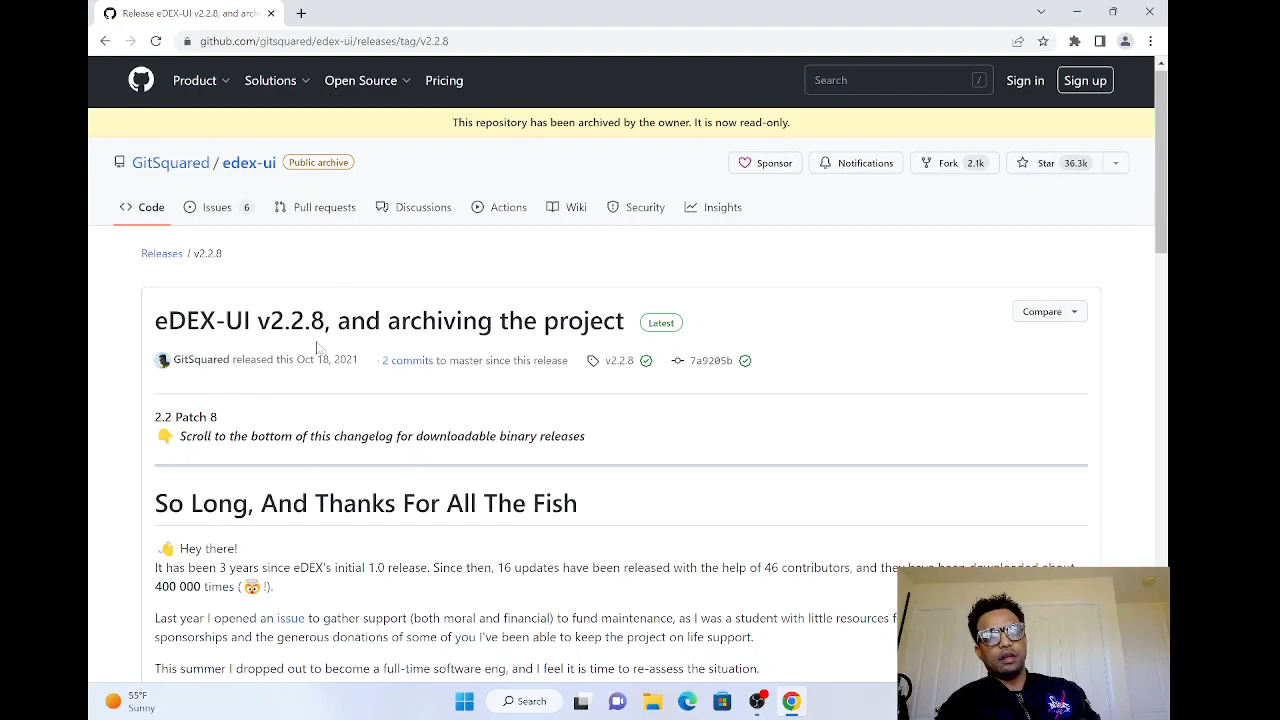 Release eDEX-UI v2.2.8, and arch
github.com/gitsquared/edex-ui/releases/tag/v2.2.8
Product Solutions Open Source Pricing Search / Sign in Sign up
This repository has been archived by the owner. It is now read-only.
GitSquared / edex-ui Public archive Sponsor Notifications Fork 2.1k Star 36.3k
Code Issues 6 Pull requests Discussions Actions Wiki Security Insights
Releases / v2.2.8
eDEX-UI v2.2.8, and archiving the project Latest Compare
GitSquared released this Oct 18, 2021 · 2 commits to master since this release v2.2.8 7a9205b
2.2 Patch 8
👇 Scroll to the bottom of this changelog for downloadable binary releases
So Long, And Thanks For All The Fish
👋 Hey there!
It has been 3 years since eDEX's initial 1.0 release. Since then, 16 updates have been released with the help of 46 contributors, and they have been downloaded about
400 000 times (🤯!).
Last year I opened an issue to gather support (both moral and financial) to fund maintenance, as I was a student with little resources
sponsorships and the generous donations of some of you I've been able to keep the project on life support.
This summer I dropped out to become a full-time software eng, and I feel it is time to re-assess the situation.
55°F
Sunny
Search